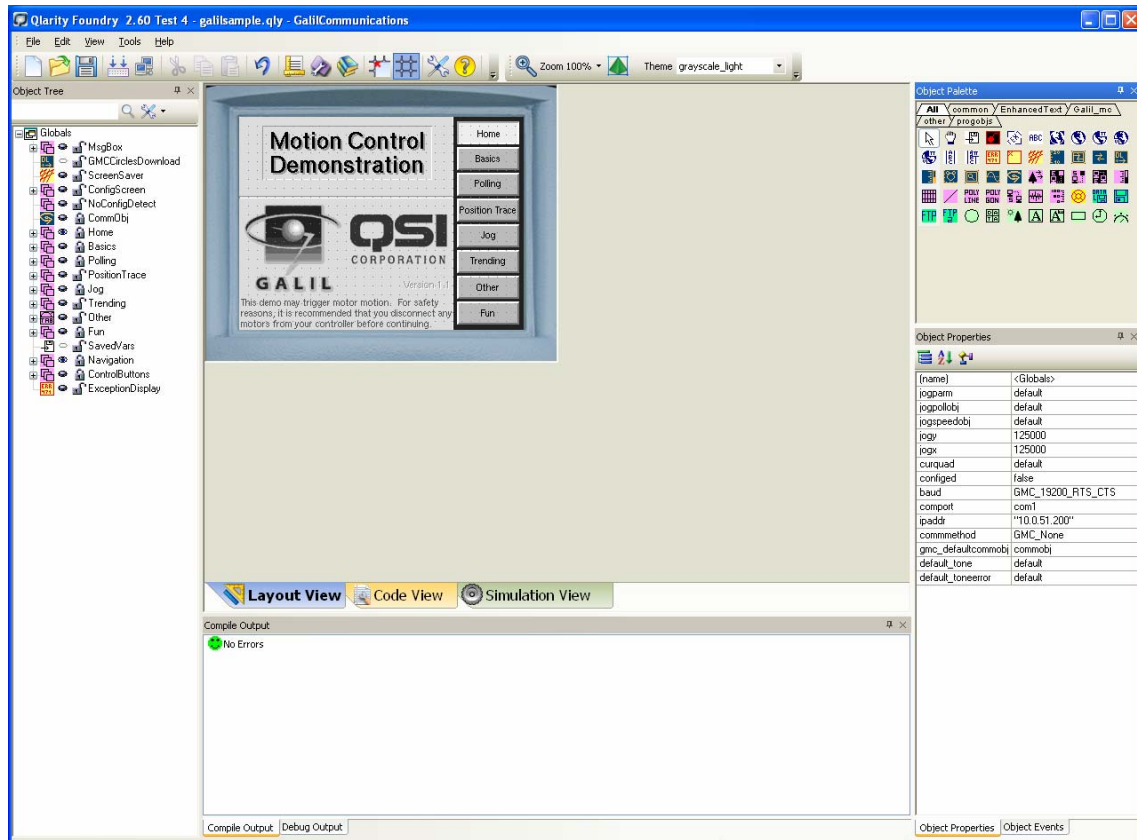 Qlarity Foundry 2.60 Test 4 - galilsample.qly - GalilCommunications
File Edit View Tools Help
Zoom 100% Theme grayscale_light
Object Tree
Globals
MsgBox
GMCCirclesDownload
ScreenSaver
ConfigScreen
NoConfigDetect
CommObj
Home
Basics
Polling
PositionTrace
Jog
Trending
Other
Fun
SavedVars
Navigation
ControlButtons
ExceptionDisplay
Motion Control
Demonstration
QSI
CORPORATION
GALIL
Version 1.1
This demo may trigger motor motion. For safety
reasons, it is recommended that you disconnect any
motors from your controller before continuing.
Home
Basics
Polling
Position Trace
Jog
Trending
Other
Fun
Layout View Code View Simulation View
Compile Output
No Errors
Compile Output Debug Output
Object Palette
All common EnhancedText Galil_mc
other progobjs
ABC
POLY LINE POLY GON
FTP FTP
A A
Object Properties
(name) <Globals>
jogparm default
jogpollobj default
jogspeedobj default
jogy 125000
jogx 125000
curquad default
configed false
baud GMC_19200_RTS_CTS
comport com1
ipaddr "10.0.51.200"
commmethod GMC_None
gmc_defaultcommobj commobj
default_tone default
default_toneerror default
Object Properties Object Events